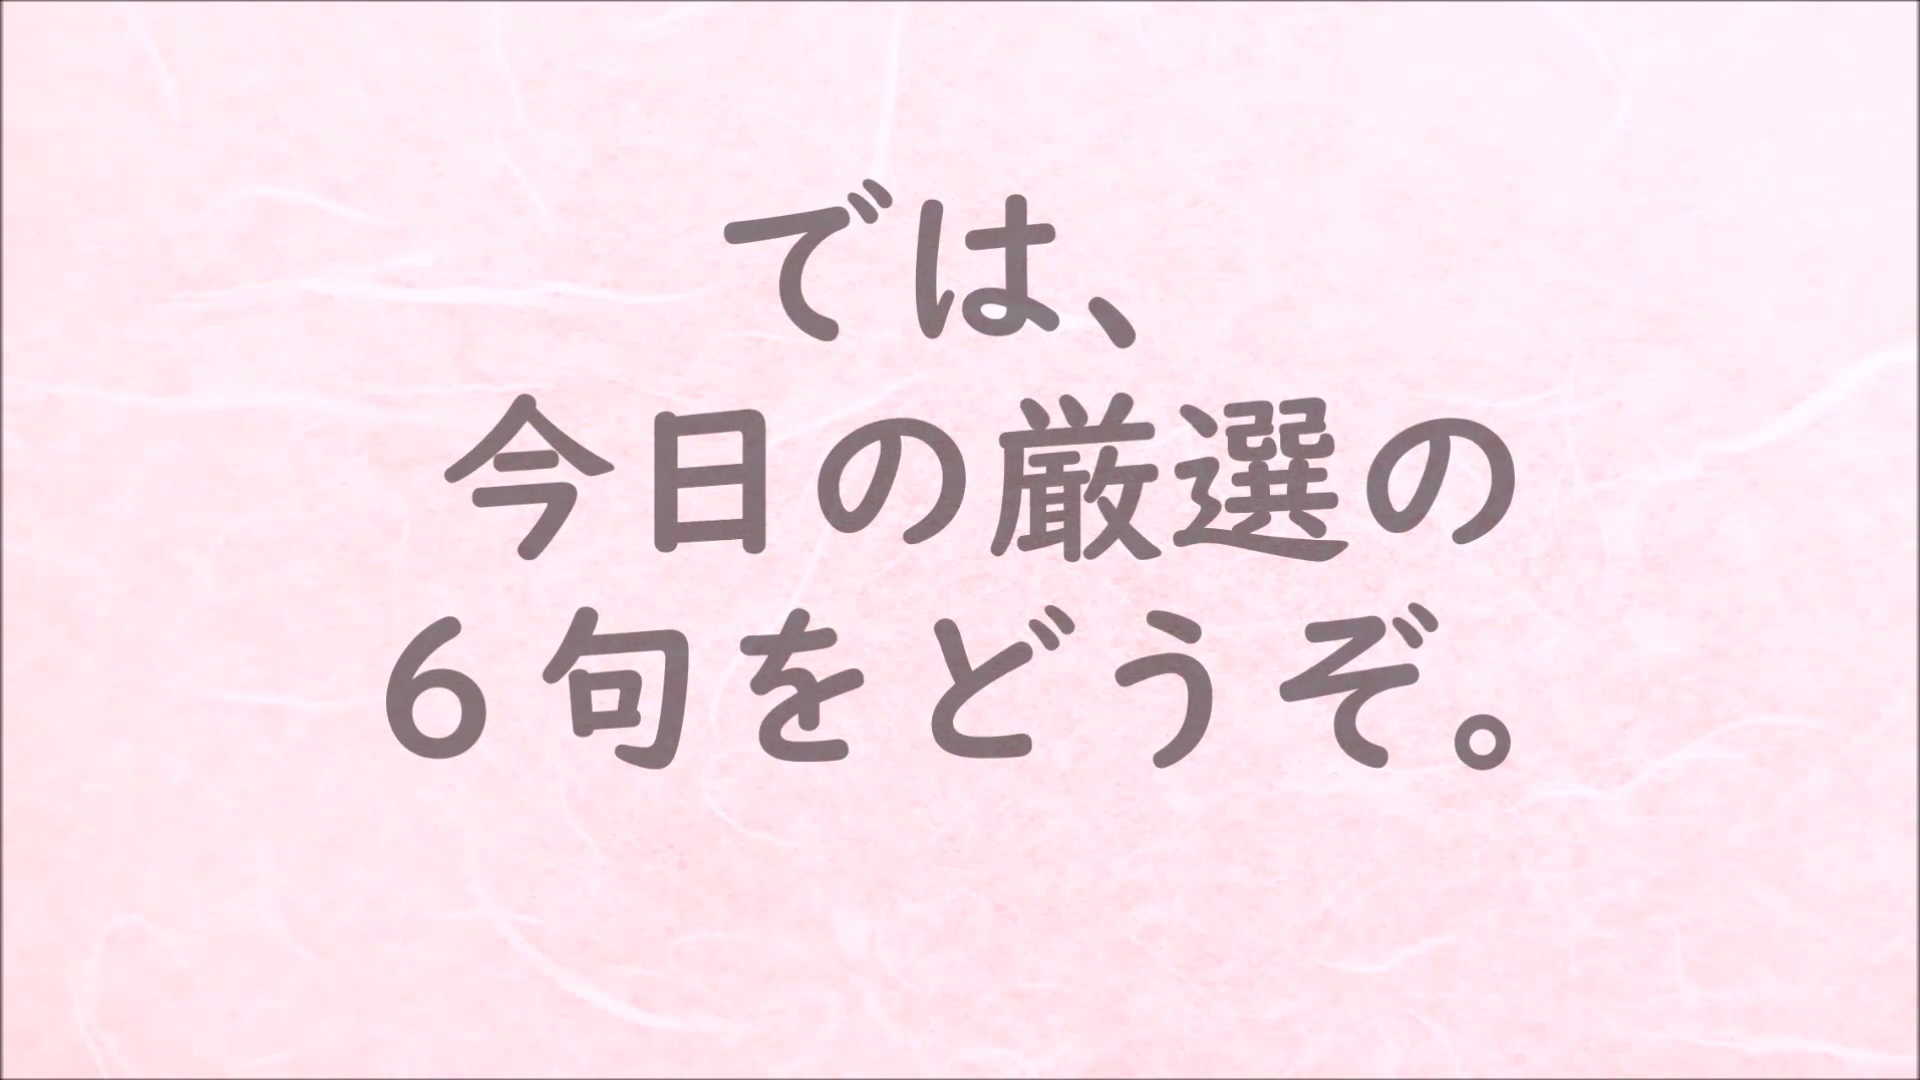 では、
今日の厳選の
６句をどうぞ。